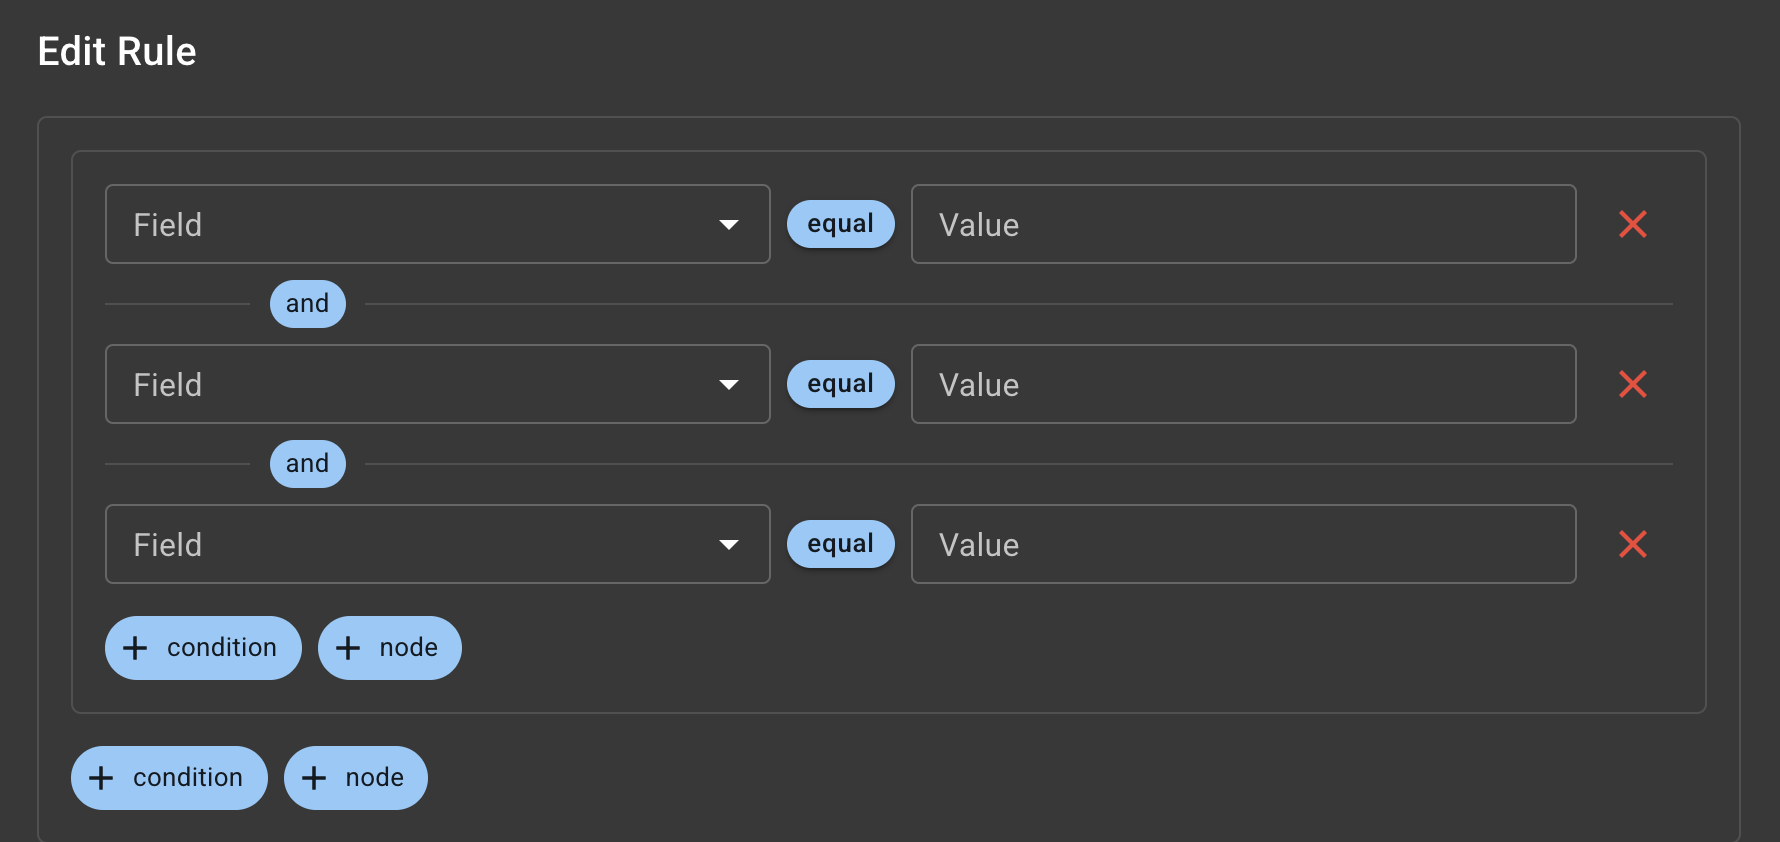 Edit Rule
Field equal Value
and
Field equal Value
and
Field equal Value
condition node
condition node